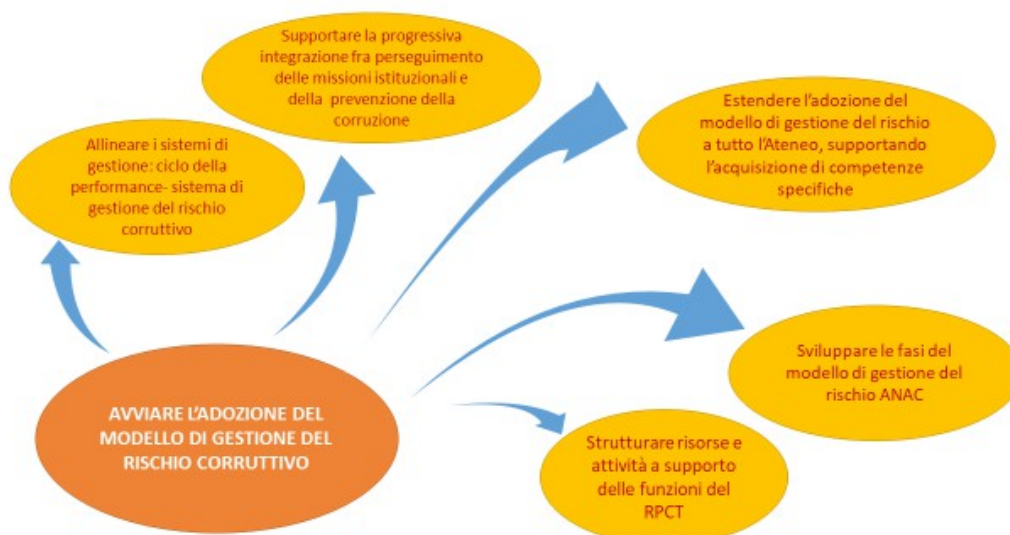 Supportare la progressiva
integrazione fra perseguimento
delle missioni istituzionali e
della prevenzione della
corruzione
Allineare i sistemi di
gestione: ciclo della
performance- sistema di
gestione del rischio
corruttivo
Estendere l'adozione del
modello di gestione del rischio
a tutto l'Ateneo, supportando
l'acquisizione di competenze
specifiche
Sviluppare le fasi del
modello di gestione del
rischio ANAC
AVVIARE L'ADOZIONE DEL
MODELLO DI GESTIONE DEL
RISCHIO CORRUTTIVO
Strutturare risorse e
attività a supporto
delle funzioni del
RPCT